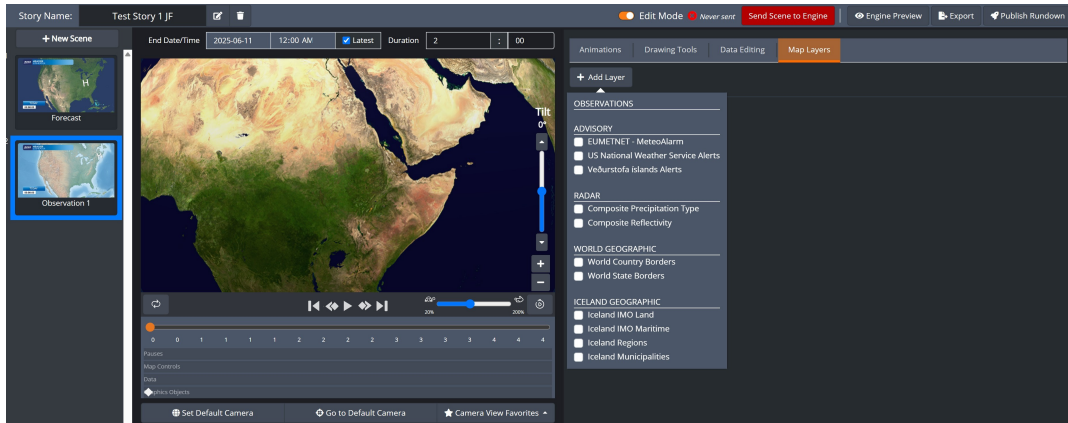 Story Name: Test Story 1 JF Edit Mode Never sent Send Scene to Engine Engine Preview Export Publish Rundown
+ New Scene
Forecast
Observation 1
End Date/Time 2025-06-11 12:00 AM Latest Duration 2 : 00
Tilt
0°
+
−
20% 200%
0 0 1 1 1 1 2 2 2 2 3 3 3 3 4 4 4
Pauses
Map Controls
Data
phics Objects
Set Default Camera Go to Default Camera Camera View Favorites
Animations Drawing Tools Data Editing Map Layers
+ Add Layer
OBSERVATIONS
ADVISORY
EUMETNET - MeteoAlarm
US National Weather Service Alerts
Veðurstofa íslands Alerts
RADAR
Composite Precipitation Type
Composite Reflectivity
WORLD GEOGRAPHIC
World Country Borders
World State Borders
ICELAND GEOGRAPHIC
Iceland IMO Land
Iceland IMO Maritime
Iceland Regions
Iceland Municipalities